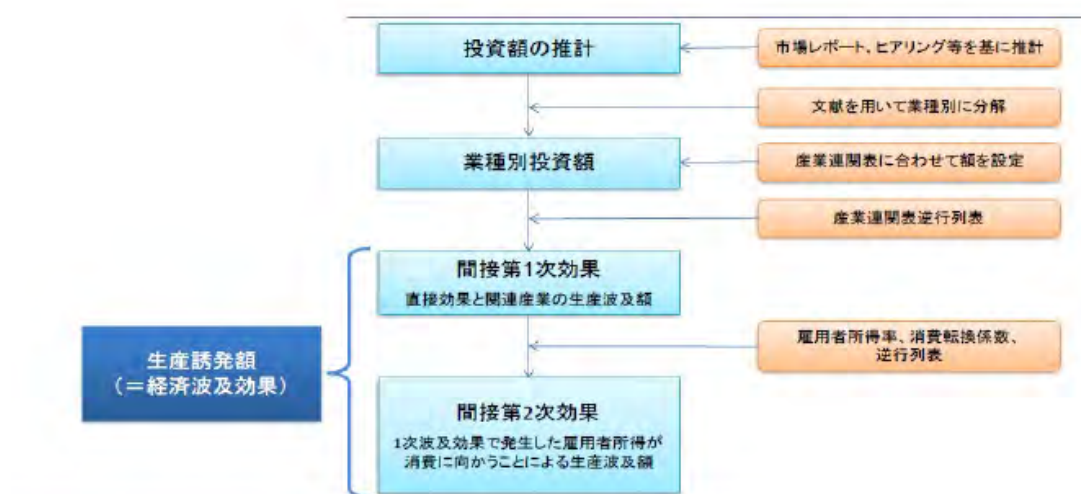 投資額の推計
市場レポート、ヒアリング等を基に推計
文献を用いて業種別に分解
業種別投資額
産業連関表に合わせて額を設定
産業連関表逆行列表
間接第1次効果
直接効果と関連産業の生産波及額
雇用者所得率、消費転換係数、
逆行列表
生産誘発額
(=経済波及効果)
間接第2次効果
1次波及効果で発生した雇用者所得が
消費に向かうことによる生産波及額